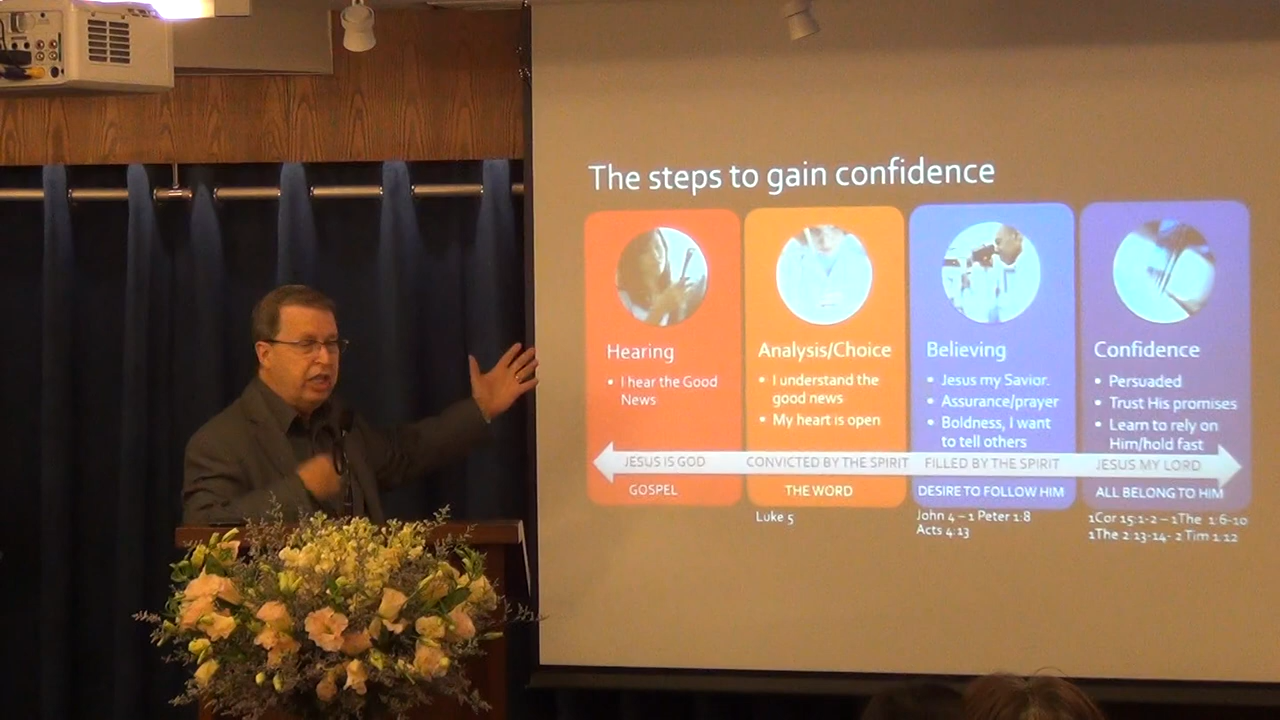 The steps to gain confidence
Hearing
• I hear the Good
News
Analysis/Choice
• I understand the
good news
• My heart is open
Believing
• Jesus my Savior.
• Assurance/prayer
• Boldness, I want
to tell others
Confidence
• Persuaded
• Trust His promises
• Learn to rely on
Him/hold fast
JESUS IS GOD
CONVICTED BY THE SPIRIT
FILLED BY THE SPIRIT
JESUS MY LORD
GOSPEL
THE WORD
DESIRE TO FOLLOW HIM
ALL BELONG TO HIM
Luke 5
John 4 – 1 Peter 1:8
Acts 4:13
1Cor 15:1-2 – 1The 1:6-10
1The 2:13-14- 2 Tim 1:12